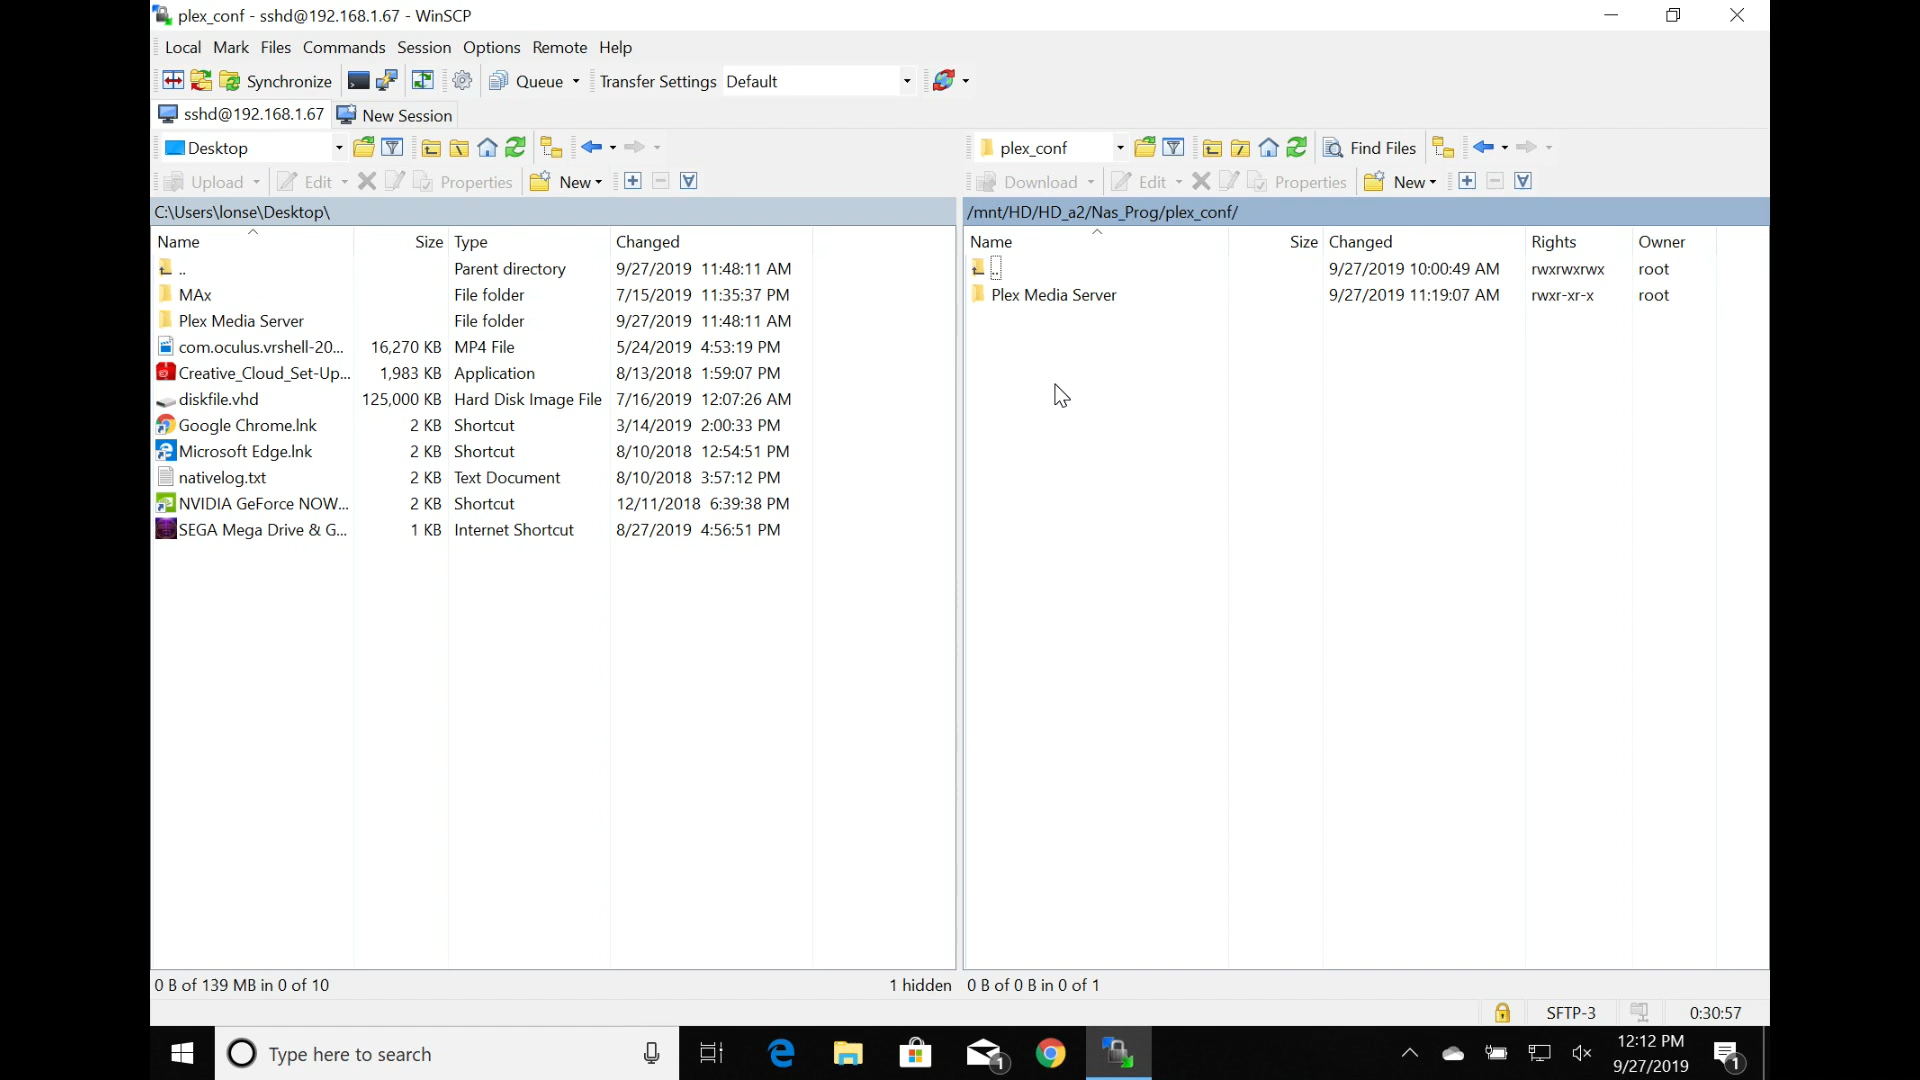 plex_conf - sshd@192.168.1.67 - WinSCP
Local Mark Files Commands Session Options Remote Help
Synchronize Queue Transfer Settings Default
sshd@192.168.1.67 New Session
Desktop
Upload Edit Properties New
C:\Users\lonse\Desktop\
Name Size Type Changed
.. Parent directory 9/27/2019 11:48:11 AM
MAx File folder 7/15/2019 11:35:37 PM
Plex Media Server File folder 9/27/2019 11:48:11 AM
com.oculus.vrshell-20... 16,270 KB MP4 File 5/24/2019 4:53:19 PM
Creative_Cloud_Set-Up... 1,983 KB Application 8/13/2018 1:59:07 PM
diskfile.vhd 125,000 KB Hard Disk Image File 7/16/2019 12:07:26 AM
Google Chrome.lnk 2 KB Shortcut 3/14/2019 2:00:33 PM
Microsoft Edge.lnk 2 KB Shortcut 8/10/2018 12:54:51 PM
nativelog.txt 2 KB Text Document 8/10/2018 3:57:12 PM
NVIDIA GeForce NOW... 2 KB Shortcut 12/11/2018 6:39:38 PM
SEGA Mega Drive & G... 1 KB Internet Shortcut 8/27/2019 4:56:51 PM
0 B of 139 MB in 0 of 10 1 hidden
plex_conf Find Files
Download Edit Properties New
/mnt/HD/HD_a2/Nas_Prog/plex_conf/
Name Size Changed Rights Owner
.. 9/27/2019 10:00:49 AM rwxrwxrwx root
Plex Media Server 9/27/2019 11:19:07 AM rwxr-xr-x root
0 B of 0 B in 0 of 1
SFTP-3 0:30:57
Type here to search 1 12:12 PM
9/27/2019 1